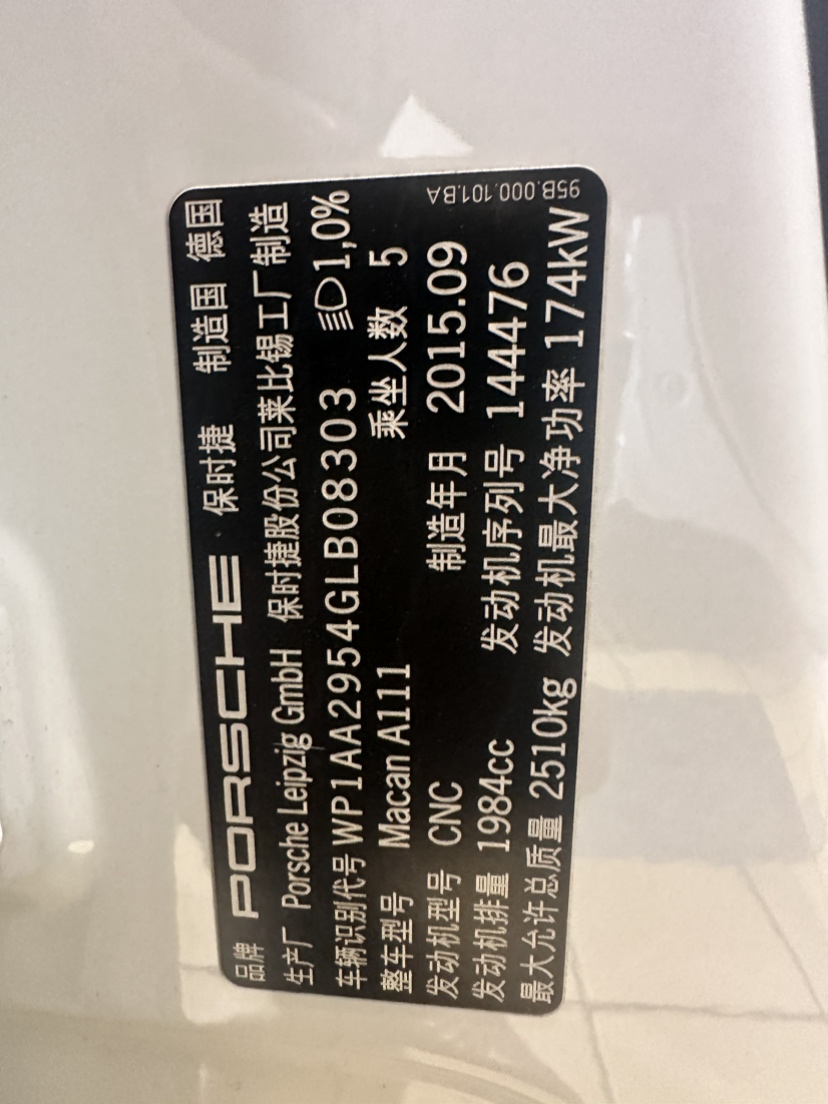 品牌 PORSCHE 保时捷 制造国 德国
生产厂 Porsche Leipzig GmbH 保时捷股份公司莱比锡工厂制造
车辆识别代号 WP1AA2954GLB08303 1,0%
整车型号 Macan A111 乘坐人数 5
发动机型号 CNC 制造年月 2015.09
发动机排量 1984cc 发动机序列号 144476
最大允许总质量 2510kg 发动机最大净功率 174kW
95B.000.101.BA